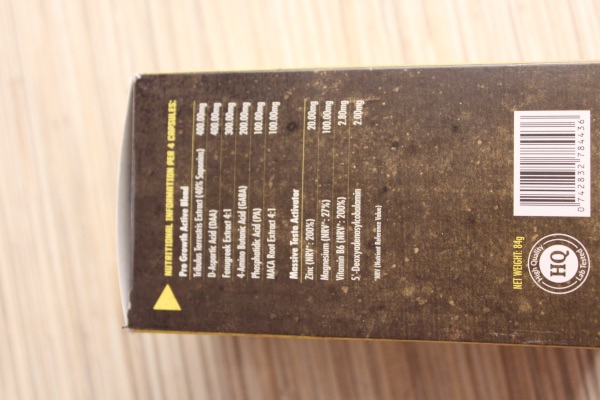 NUTRITIONAL INFORMATION PER 4 CAPSULES:
Pro Growth Active Blend
Tribulus Terrestris Extract (40% Saponins) 400.00mg
D-Aspartic Acid (DAA) 400.00mg
Fenugreek Extract 4:1 300.00mg
4-Amino Butanoic Acid (GABA) 200.00mg
Phosphatidic Acid (PA) 100.00mg
MACA Root Extract 4:1 100.00mg
Massive Testo Activator
Zinc (NRV*: 200%) 20.00mg
Magnesium (NRV*: 27%) 100.00mg
Vitamin B6 (NRV*: 200%) 2.80mg
5'-Deoxyadenosylcobalamin 2.00mg
*NRV (Nutrient Reference Value)
NET WEIGHT: 84g
High Quality
HQ
Lab Tested
0 742832 784436